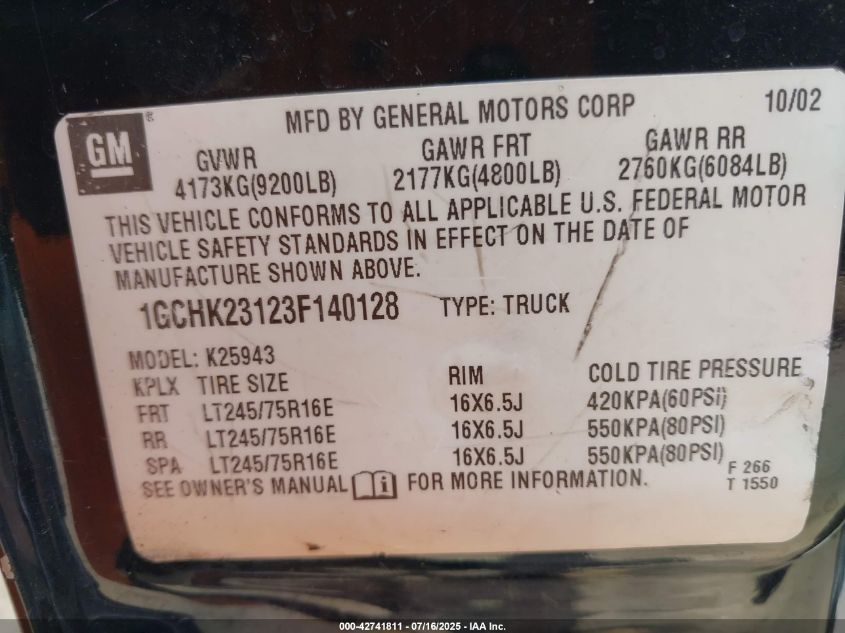 GM ®
MFD BY GENERAL MOTORS CORP 10/02
GVWR GAWR FRT GAWR RR
4173KG(9200LB) 2177KG(4800LB) 2760KG(6084LB)
THIS VEHICLE CONFORMS TO ALL APPLICABLE U.S. FEDERAL MOTOR
VEHICLE SAFETY STANDARDS IN EFFECT ON THE DATE OF
MANUFACTURE SHOWN ABOVE.
1GCHK23123F140128 TYPE: TRUCK
MODEL: K25943
KPLX TIRE SIZE RIM COLD TIRE PRESSURE
FRT LT245/75R16E 16X6.5J 420KPA(60PSI)
RR LT245/75R16E 16X6.5J 550KPA(80PSI)
SPA LT245/75R16E 16X6.5J 550KPA(80PSI)
SEE OWNER'S MANUAL i FOR MORE INFORMATION.
F 266
T 1550
000-42741811 - 07/16/2025 - IAA Inc.